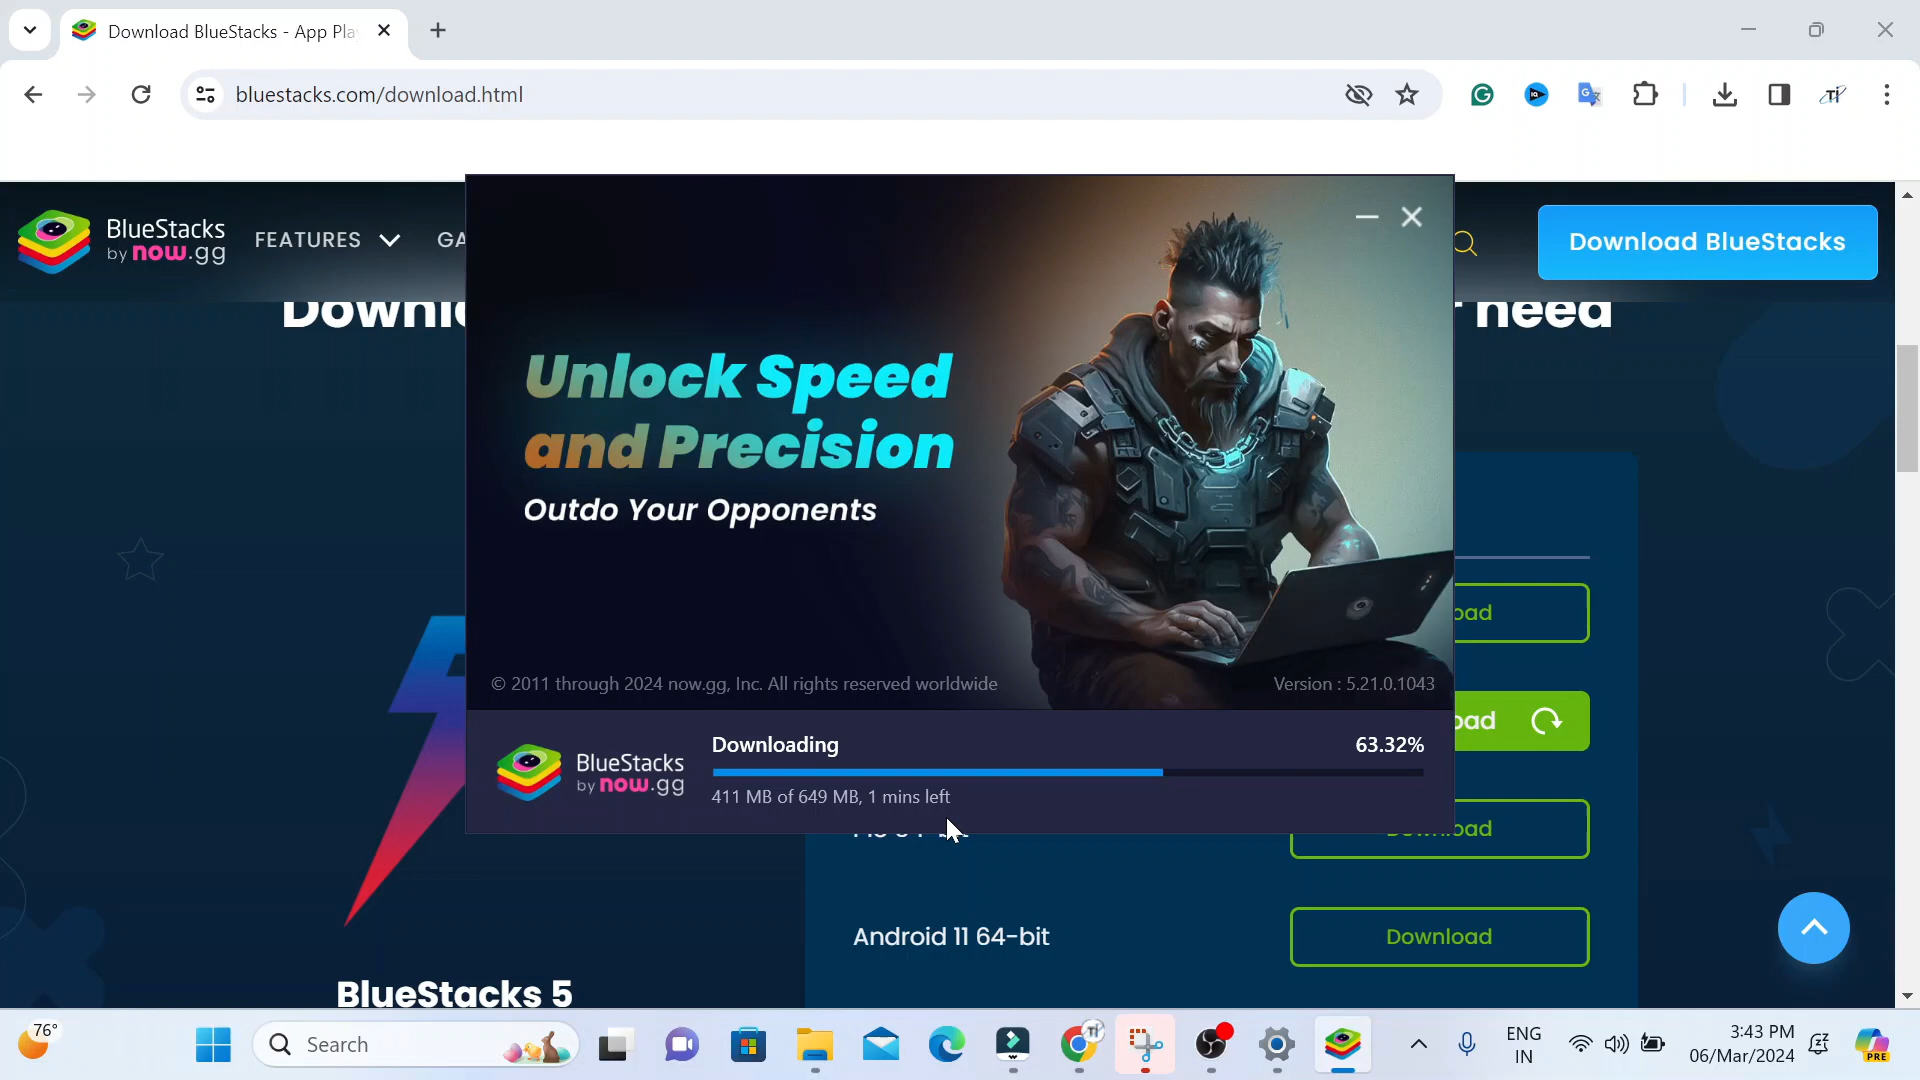 Download BlueStacks - App Pla
bluestacks.com/download.html
BlueStacks
by now.gg
FEATURES
GA
Download BlueStacks
Downl
r need
Unlock Speed
and Precision
Outdo Your Opponents
© 2011 through 2024 now.gg, Inc. All rights reserved worldwide
Version : 5.21.0.1043
oad
oad
BlueStacks
by now.gg
Downloading
63.32%
411 MB of 649 MB, 1 mins left
Download
Android 11 64-bit
Download
BlueStacks 5
76°
Search
ENG
IN
3:43 PM
06/Mar/2024
PRE